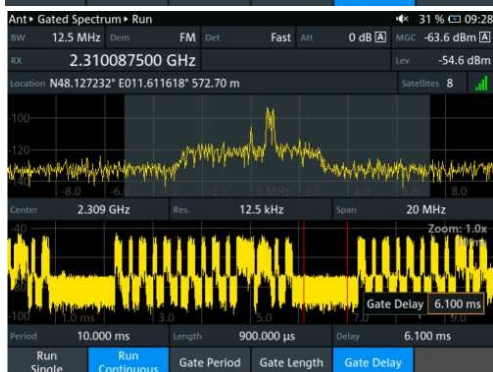 Ant ▸ Gated Spectrum ▸ Run 31 % 09:28
BW 12.5 MHz Dem FM Det Fast Att 0 dB A MGC -63.6 dBm A
RX 2.310087500 GHz Lev -54.6 dBm
Location N48.127232° E011.611618° 572.70 m Satellites 8
-100
-140 -8.0 -6.0 8.0
Center 2.309 GHz Res. 12.5 kHz Span 20 MHz
-40 Zoom: 1.0x
Gate Delay 6.100 ms
-100 1.0 ms 3.0 5.0 7.0 9.0
Period 10.000 ms Length 900.000 µs Delay 6.100 ms
Run Single
Run Continuous
Gate Period
Gate Length
Gate Delay